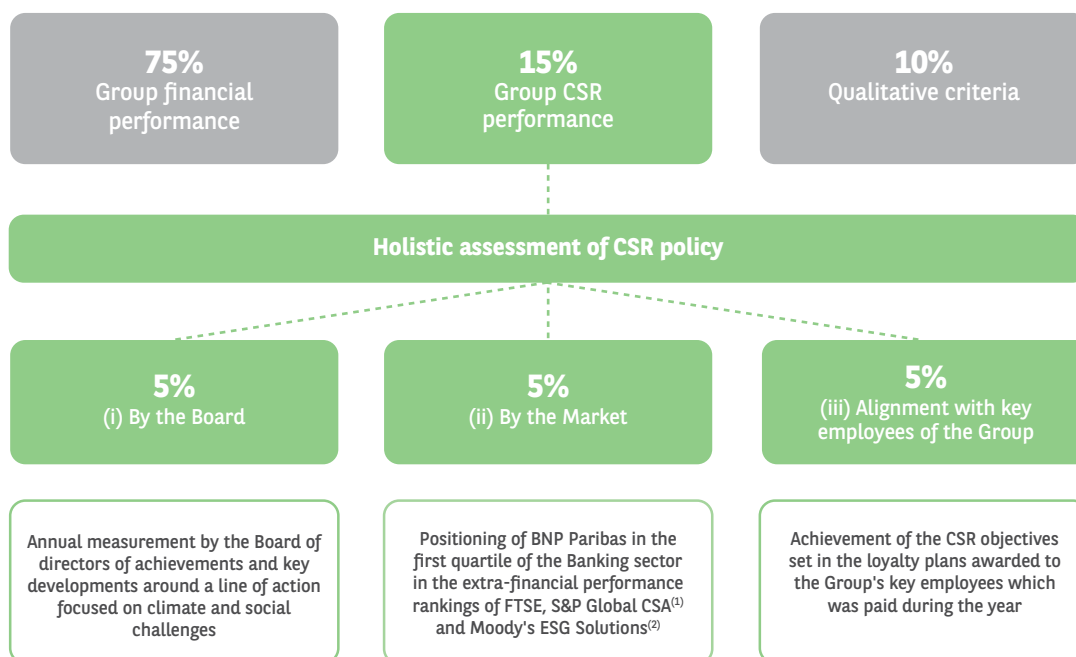 75%
Group financial
performance
15%
Group CSR
performance
10%
Qualitative criteria
Holistic assessment of CSR policy
5%
(i) By the Board
5%
(ii) By the Market
5%
(iii) Alignment with key
employees of the Group
Annual measurement by the Board of
directors of achievements and key
developments around a line of action
focused on climate and social
challenges
Positioning of BNP Paribas in the
first quartile of the Banking sector
in the extra-financial performance
rankings of FTSE, S&P Global CSA(1)
and Moody's ESG Solutions(2)
Achievement of the CSR objectives
set in the loyalty plans awarded to
the Group's key employees which
was paid during the year